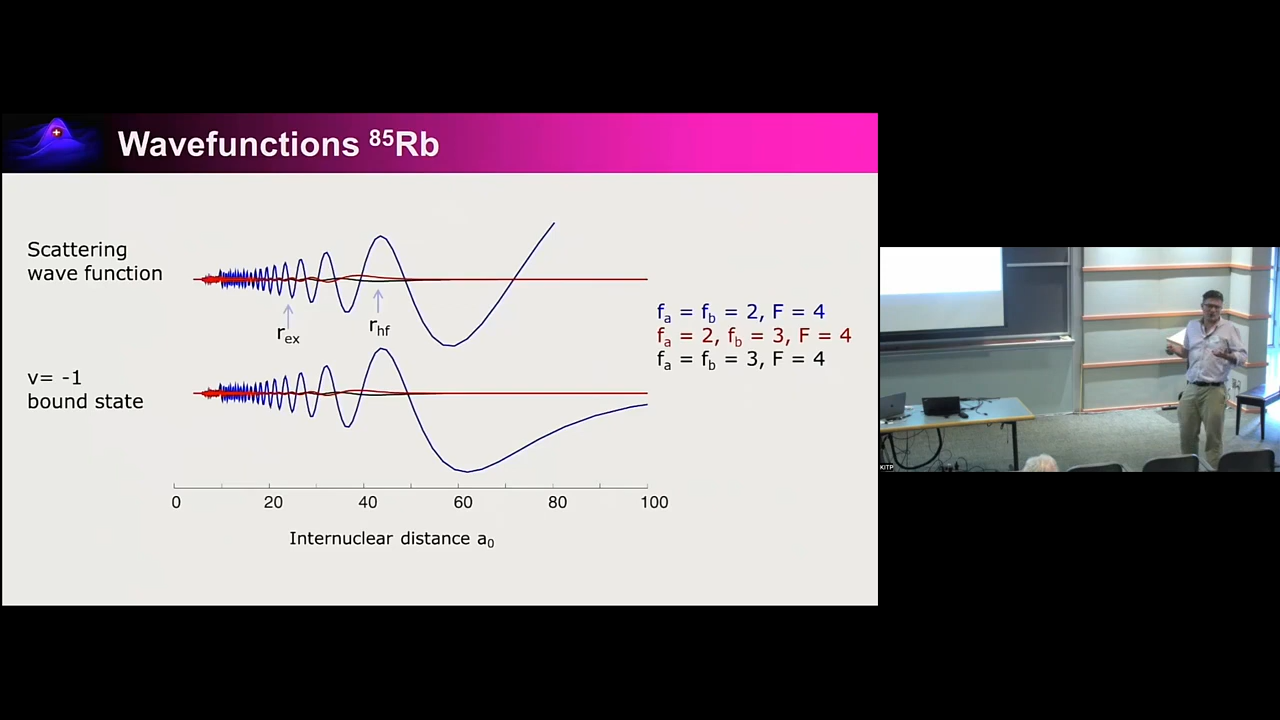 Wavefunctions ⁸⁵Rb
Scattering
wave function
r_ex
r_hf
f_a = f_b = 2, F = 4
f_a = 2, f_b = 3, F = 4
f_a = f_b = 3, F = 4
v= -1
bound state
0 20 40 60 80 100
Internuclear distance a₀
KITP